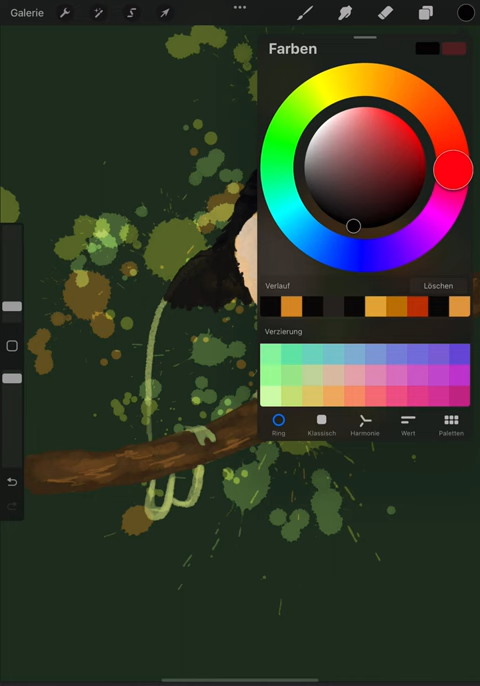 Galerie
Farben
Verlauf
Löschen
Verzierung
Ring
Klassisch
Harmonie
Wert
Paletten